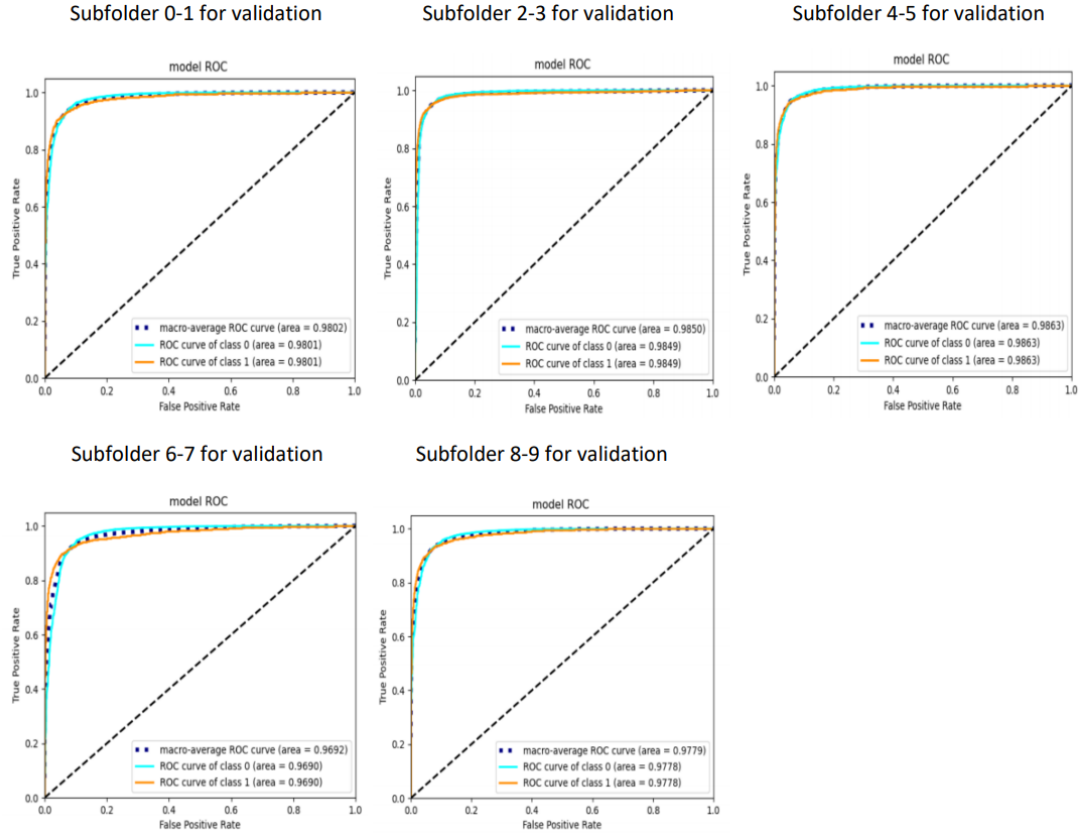 Subfolder 0-1 for validation
model ROC
True Positive Rate
1.0
0.8
0.6
0.4
0.2
0.0
macro-average ROC curve (area = 0.9802)
ROC curve of class 0 (area = 0.9801)
ROC curve of class 1 (area = 0.9801)
0.0 0.2 0.4 0.6 0.8 1.0
False Positive Rate
Subfolder 2-3 for validation
model ROC
True Positive Rate
1.0
0.8
0.6
0.4
0.2
0.0
macro-average ROC curve (area = 0.9850)
ROC curve of class 0 (area = 0.9849)
ROC curve of class 1 (area = 0.9849)
0.0 0.2 0.4 0.6 0.8 1.0
False Positive Rate
Subfolder 4-5 for validation
model ROC
True Positive Rate
1.0
0.8
0.6
0.4
0.2
0.0
macro-average ROC curve (area = 0.9863)
ROC curve of class 0 (area = 0.9863)
ROC curve of class 1 (area = 0.9863)
0.0 0.2 0.4 0.6 0.8 1.0
False Positive Rate
Subfolder 6-7 for validation
model ROC
True Positive Rate
1.0
0.8
0.6
0.4
0.2
0.0
macro-average ROC curve (area = 0.9692)
ROC curve of class 0 (area = 0.9690)
ROC curve of class 1 (area = 0.9690)
0.0 0.2 0.4 0.6 0.8 1.0
False Positive Rate
Subfolder 8-9 for validation
model ROC
True Positive Rate
1.0
0.8
0.6
0.4
0.2
0.0
macro-average ROC curve (area = 0.9779)
ROC curve of class 0 (area = 0.9778)
ROC curve of class 1 (area = 0.9778)
0.0 0.2 0.4 0.6 0.8 1.0
False Positive Rate